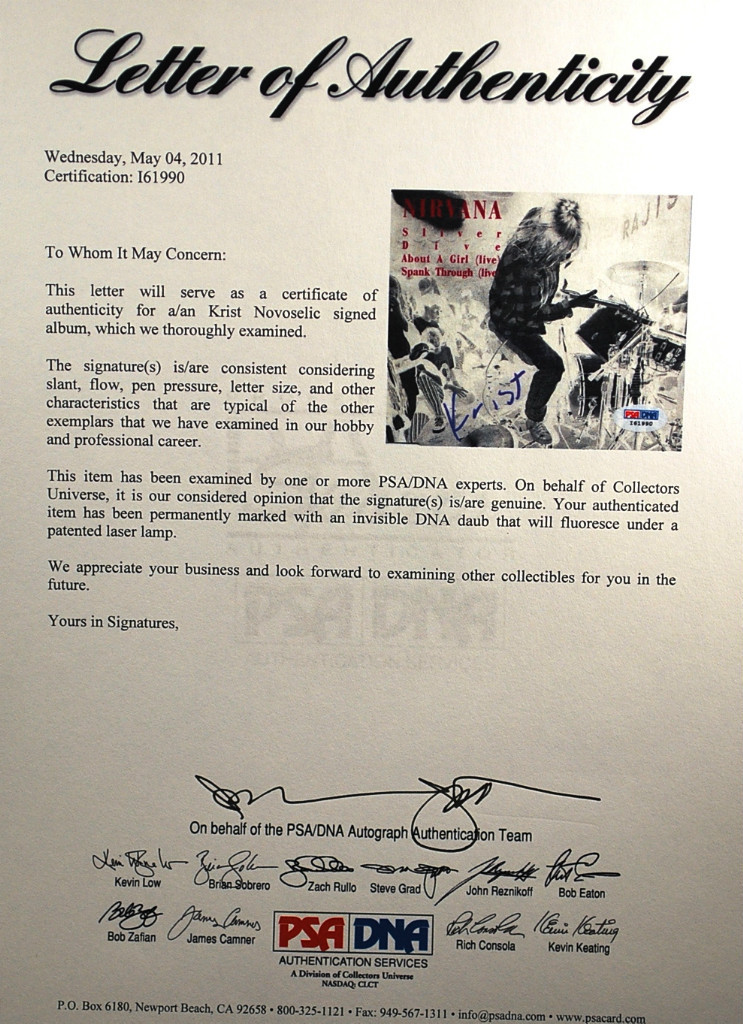 Letter of Authenticity
Wednesday, May 04, 2011
Certification: I61990
NIRVANA
Sliver
Dive
About A Girl (live)
Spank Through (live
RAJI'S
Krist
PSA DNA
I61990
To Whom It May Concern:
This letter will serve as a certificate of
authenticity for a/an Krist Novoselic signed
album, which we thoroughly examined.
The signature(s) is/are consistent considering
slant, flow, pen pressure, letter size, and other
characteristics that are typical of the other
exemplars that we have examined in our hobby
and professional career.
This item has been examined by one or more PSA/DNA experts. On behalf of Collectors
Universe, it is our considered opinion that the signature(s) is/are genuine. Your authenticated
item has been permanently marked with an invisible DNA daub that will fluoresce under a
patented laser lamp.
We appreciate your business and look forward to examining other collectibles for you in the
future.
Yours in Signatures,
PSA DNA
AUTHENTICATION SERVICES
On behalf of the PSA/DNA Autograph Authentication Team
Kevin Low
Brian Sobrero
Zach Rullo
Steve Grad
John Reznikoff
Bob Eaton
Bob Zafian
James Camner
Rich Consola
Kevin Keating
PSA DNA
AUTHENTICATION SERVICES
A Division of Collectors Universe
NASDAQ: CLCT
P.O. Box 6180, Newport Beach, CA 92658 • 800-325-1121 • Fax: 949-567-1311 • info@psadna.com • www.psacard.com